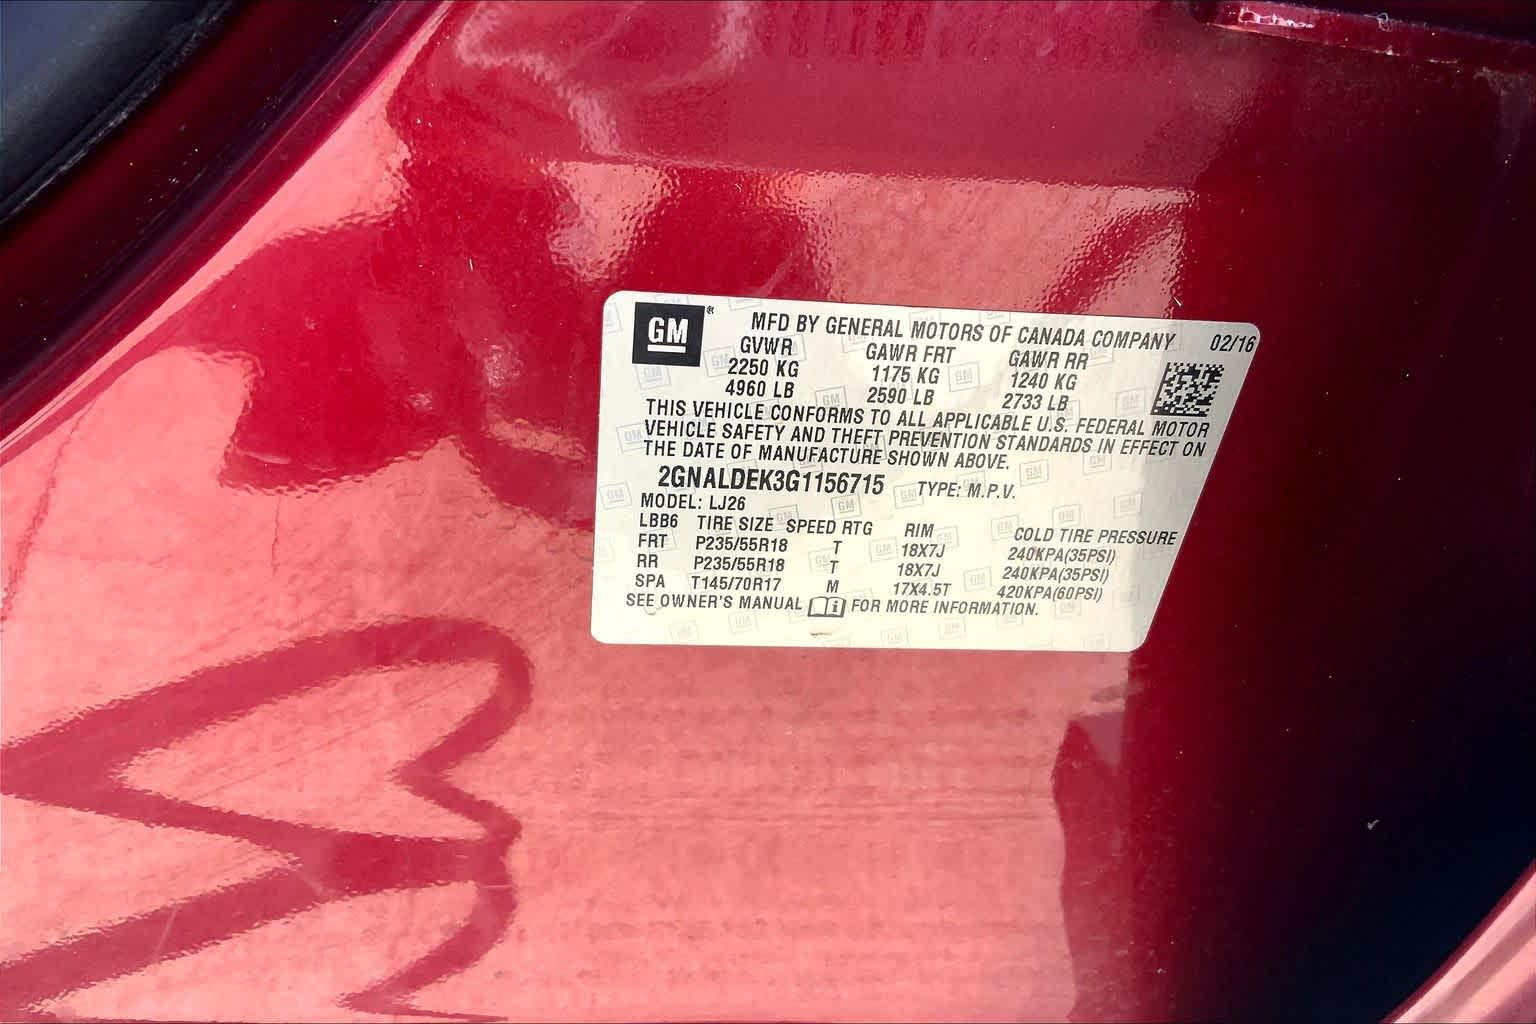 GM ® MFD BY GENERAL MOTORS OF CANADA COMPANY 02/16
GVWR GAWR FRT GAWR RR
2250 KG 1175 KG 1240 KG
4960 LB 2590 LB 2733 LB
THIS VEHICLE CONFORMS TO ALL APPLICABLE U.S. FEDERAL MOTOR
VEHICLE SAFETY AND THEFT PREVENTION STANDARDS IN EFFECT ON
THE DATE OF MANUFACTURE SHOWN ABOVE.
2GNALDEK3G1156715 TYPE: M.P.V.
MODEL: LJ26
LBB6 TIRE SIZE SPEED RTG RIM COLD TIRE PRESSURE
FRT P235/55R18 T 18X7J 240KPA(35PSI)
RR P235/55R18 T 18X7J 240KPA(35PSI)
SPA T145/70R17 M 17X4.5T 420KPA(60PSI)
SEE OWNER'S MANUAL i FOR MORE INFORMATION.